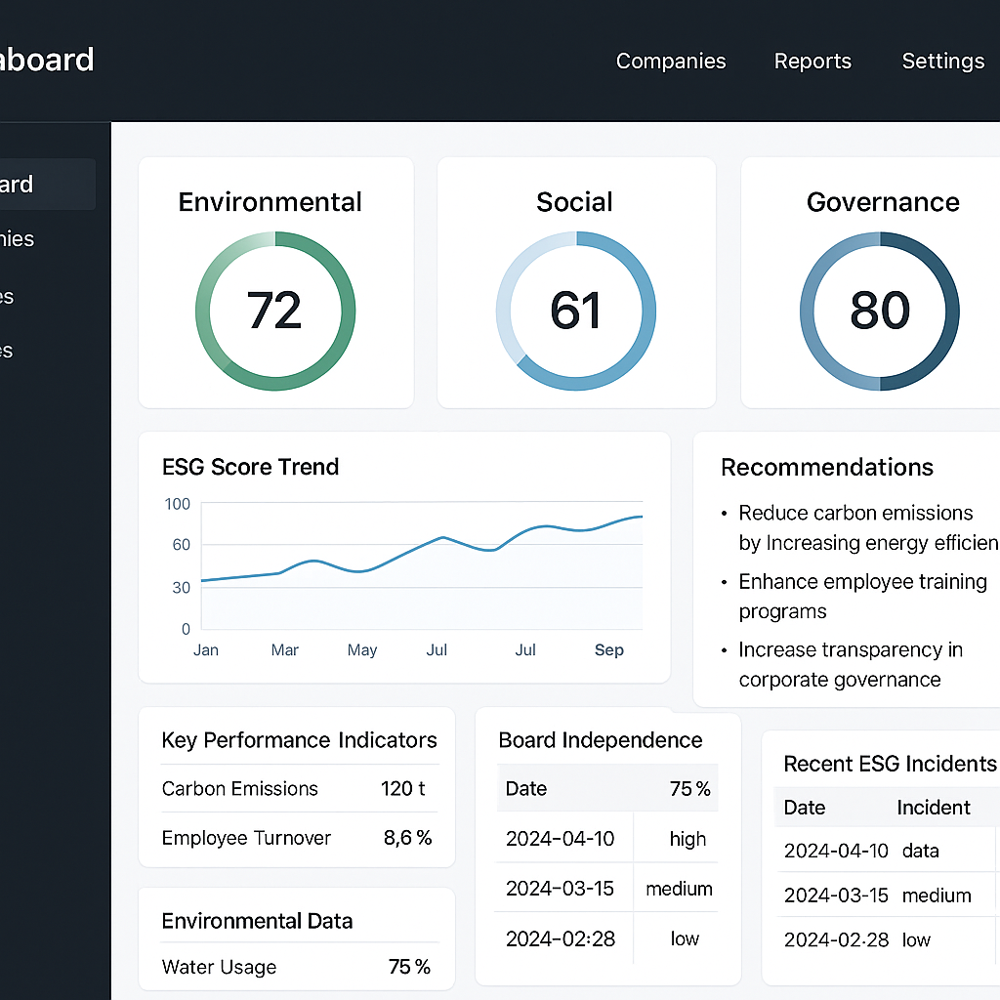 aboard
Companies Reports Settings
ard
nies
es
es
Environmental
72
Social
61
Governance
80
ESG Score Trend
100
60
30
0
Jan Mar May Jul Jul Sep
Recommendations
• Reduce carbon emissions
by Increasing energy efficien
• Enhance employee training
programs
• Increase transparency in
corporate governance
Key Performance Indicators
Carbon Emissions 120 t
Employee Turnover 8,6 %
Environmental Data
Water Usage 75 %
Board Independence
Date 75 %
2024-04-10 high
2024-03-15 medium
2024-02:28 low
Recent ESG Incidents
Date Incident
2024-04-10 data
2024-03-15 medium
2024-02.28 low